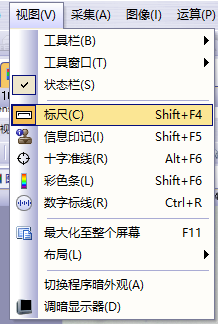 视图(V) 采集(A) 图像(I) 运算(P)
工具栏(B)
工具窗口(T)
状态栏(S)
标尺(C) Shift+F4
信息印记(I) Shift+F5
十字准线(R) Alt+F6
彩色条(L) Shift+F6
数字标线(R) Ctrl+R
最大化至整个屏幕 F11
布局(L)
切换程序暗外观(A)
调暗显示器(D)